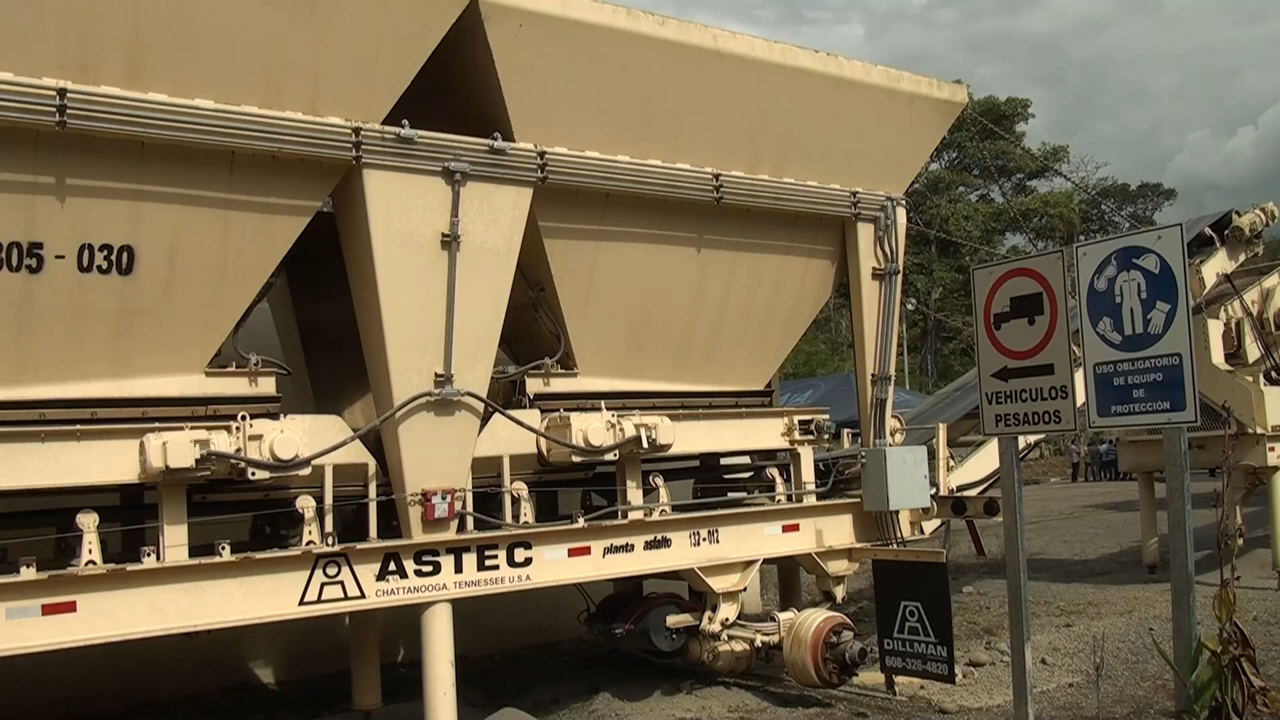 305 - 030
ASTEC
CHATTANOOGA, TENNESSEE U.S.A.
planta asfalto 132-012
DILLMAN
608-326-4820
VEHICULOS
PESADOS
USO OBLIGATORIO
DE EQUIPO
DE
PROTECCIÓN